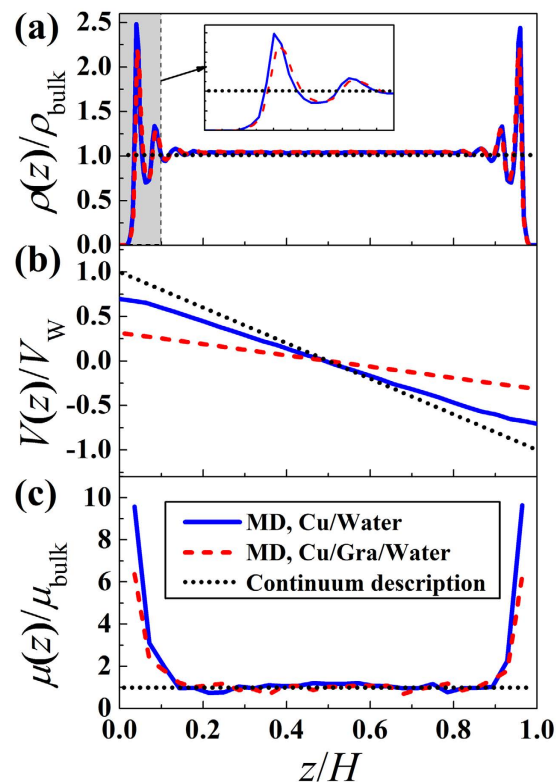 (a)
2.5
2.0
1.5
1.0
0.5
0.0
ρ(z)/ρbulk
(b)
1.0
0.5
0.0
-0.5
-1.0
V(z)/VW
(c)
10
8
6
4
2
0
μ(z)/μbulk
MD, Cu/Water
MD, Cu/Gra/Water
Continuum description
0.0 0.2 0.4 0.6 0.8 1.0
z/H